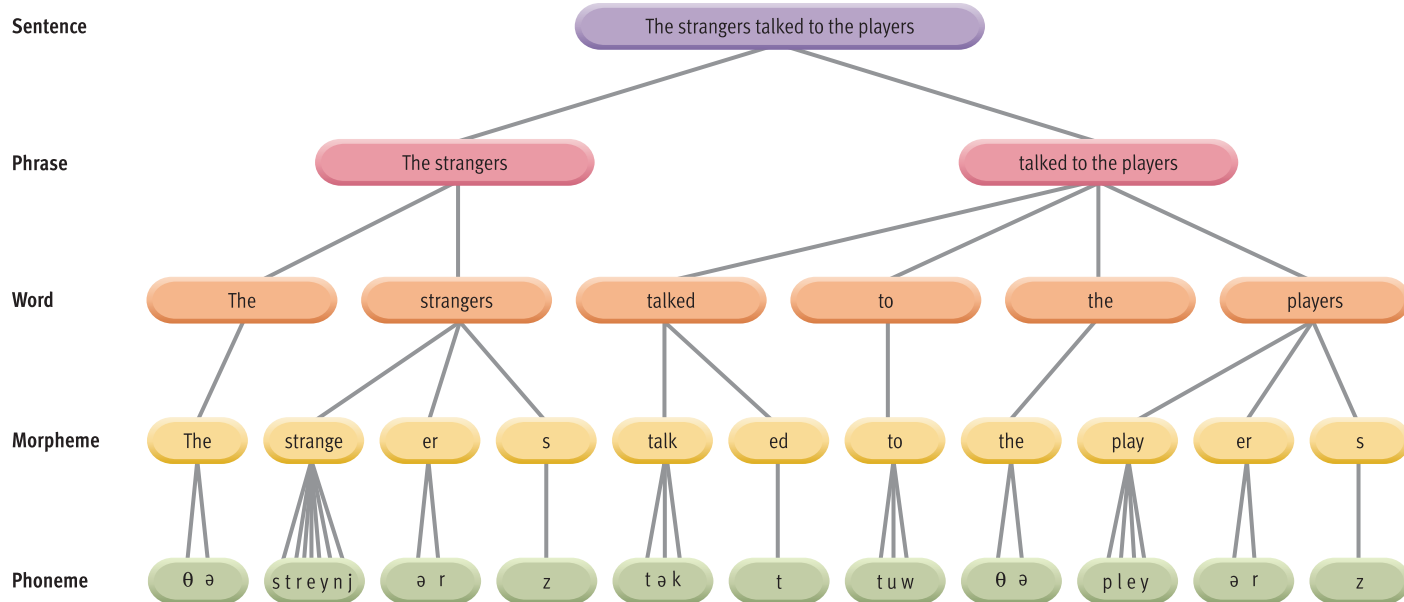 Sentence The strangers talked to the players
Phrase The strangers talked to the players
Word The strangers talked to the players
Morpheme The strange er s talk ed to the play er s
Phoneme θ ə s t r e y n j ə r z t ə k t t u w θ ə p l e y ə r z